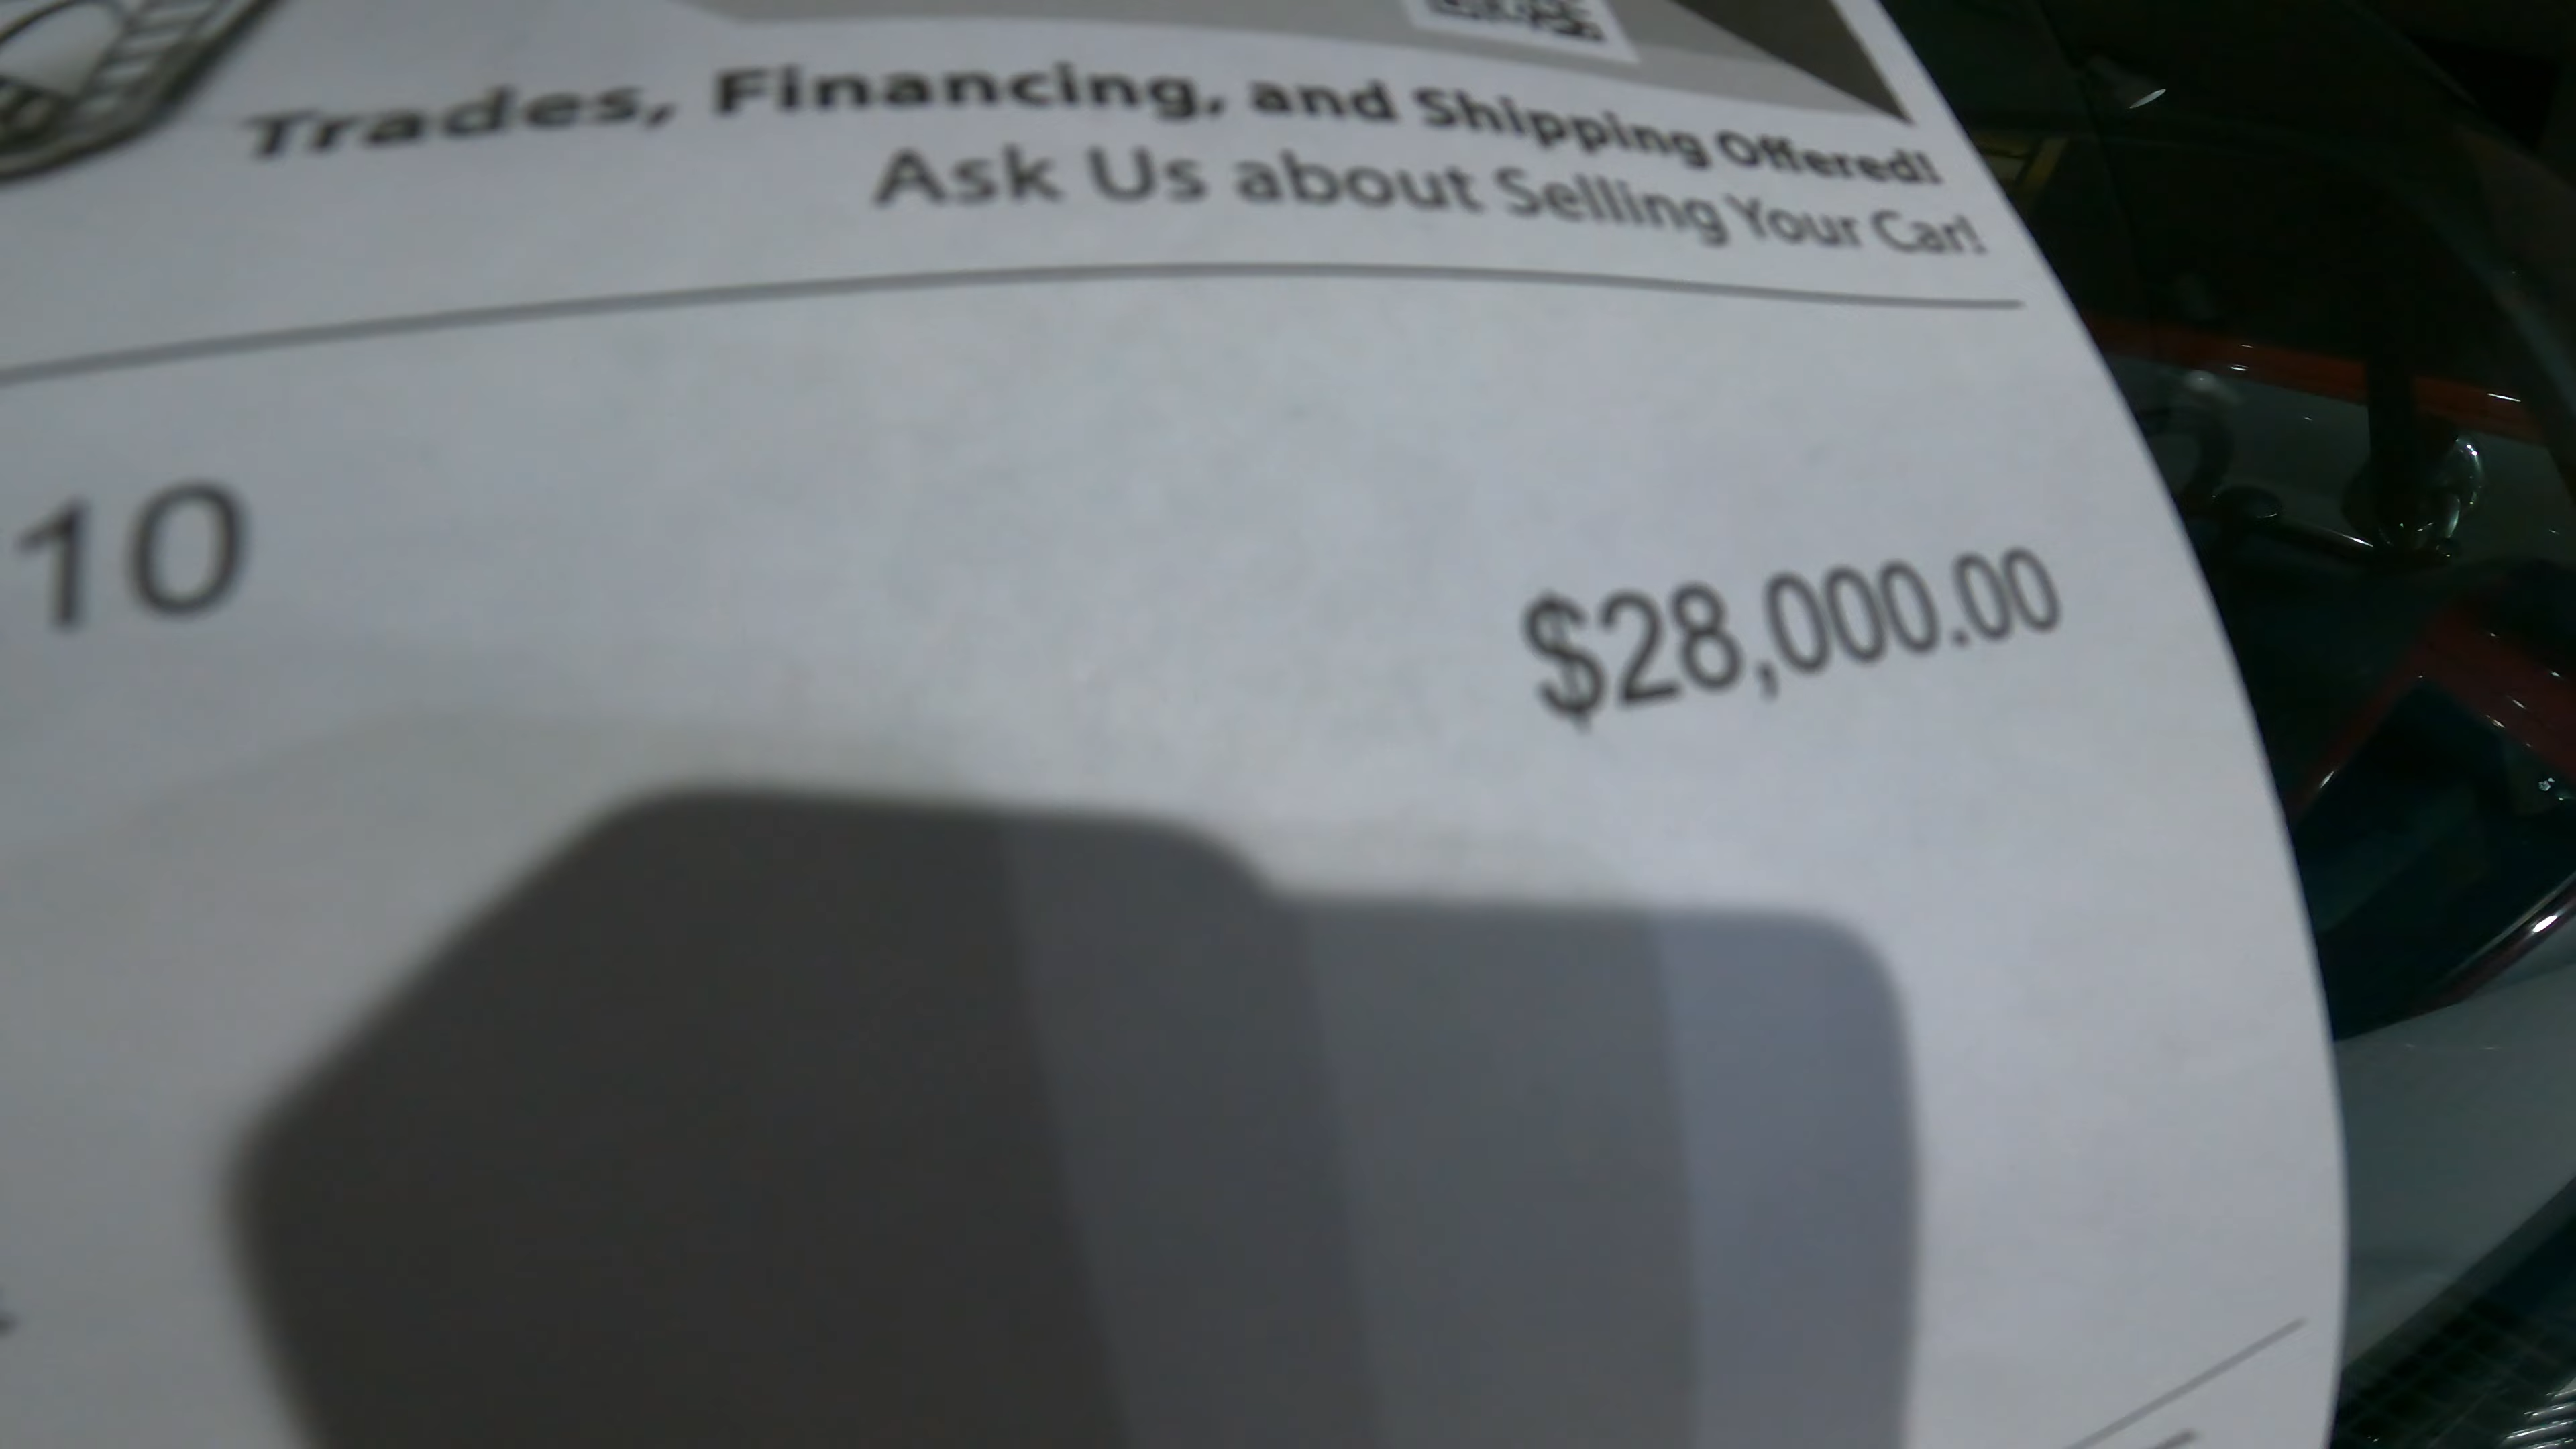 Trades, Financing, and Shipping Offered!
Ask Us about Selling Your Car!
10
$28,000.00